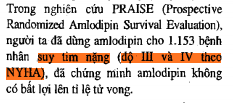 Trong nghiên cứu PRAISE (Prospective
Randomized Amlodipin Survival Evaluation),
người ta đã dùng amlodipin cho 1.153 bệnh
nhân suy tim nặng (độ III và IV theo
NYHA), đã chứng minh amlodipin không
có bất lợi lên tỉ lệ tử vong.